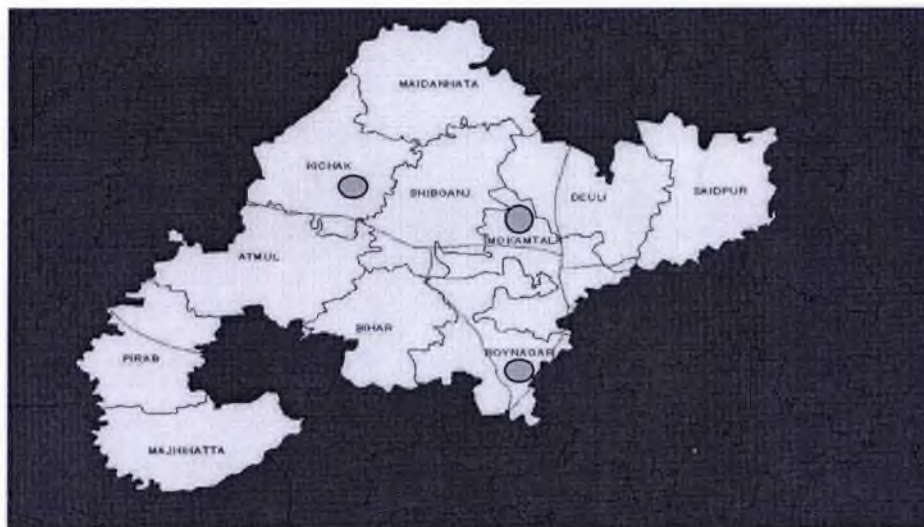 MAIDANHATA
KICHAK
SHIBGANJ
DEULI
SAIDPUR
MOKAMTALA
ATMUL
BIHAR
ROYNAGAR
PIRAB
MAJHIHATTA